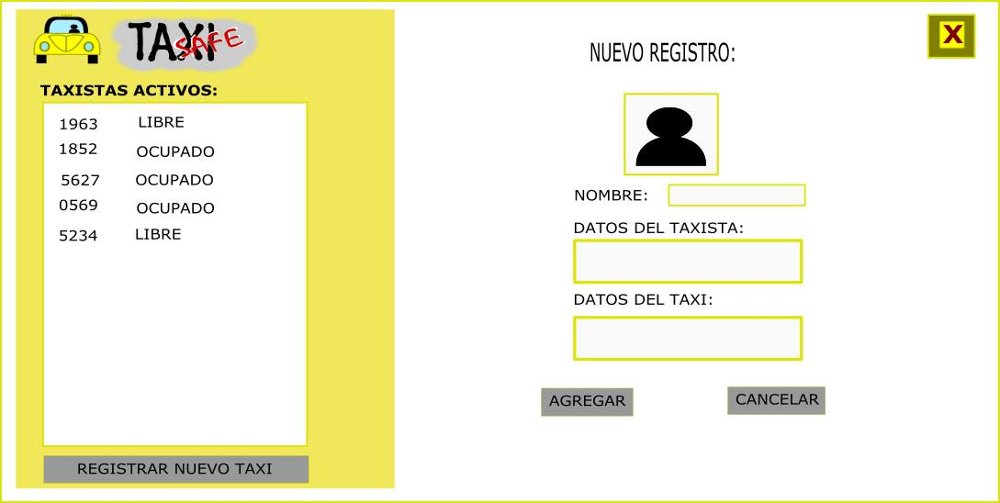 TAXI
SAFE
TAXISTAS ACTIVOS:
1963 LIBRE
1852 OCUPADO
5627 OCUPADO
0569 OCUPADO
5234 LIBRE
REGISTRAR NUEVO TAXI
X
NUEVO REGISTRO:
NOMBRE:
DATOS DEL TAXISTA:
DATOS DEL TAXI:
AGREGAR CANCELAR